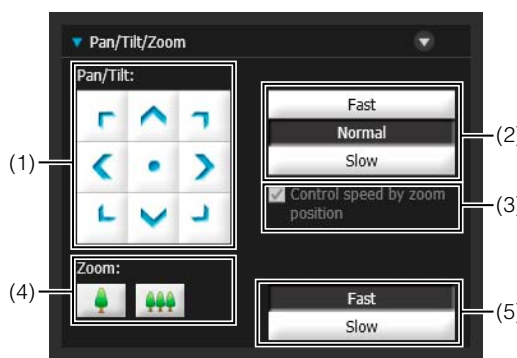 Pan/Tilt/Zoom
Pan/Tilt:
(1)
Fast
Normal
Slow
(2)
Control speed by zoom
position
(3)
Zoom:
(4)
Fast
Slow
(5)